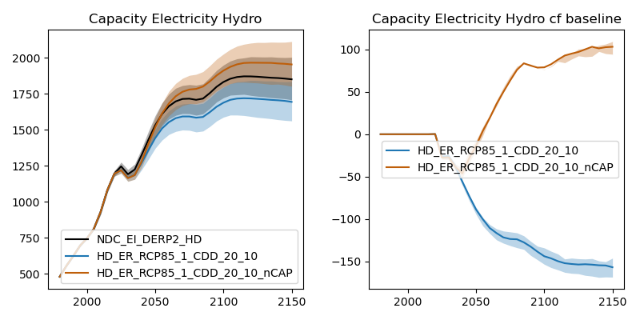 Capacity Electricity Hydro
2000
1750
1500
1250
1000
750
500
NDC_EI_DERP2_HD
HD_ER_RCP85_1_CDD_20_10
HD_ER_RCP85_1_CDD_20_10_nCAP
2000 2050 2100 2150
Capacity Electricity Hydro cf baseline
100
50
0
−50
−100
−150
HD_ER_RCP85_1_CDD_20_10
HD_ER_RCP85_1_CDD_20_10_nCAP
2000 2050 2100 2150